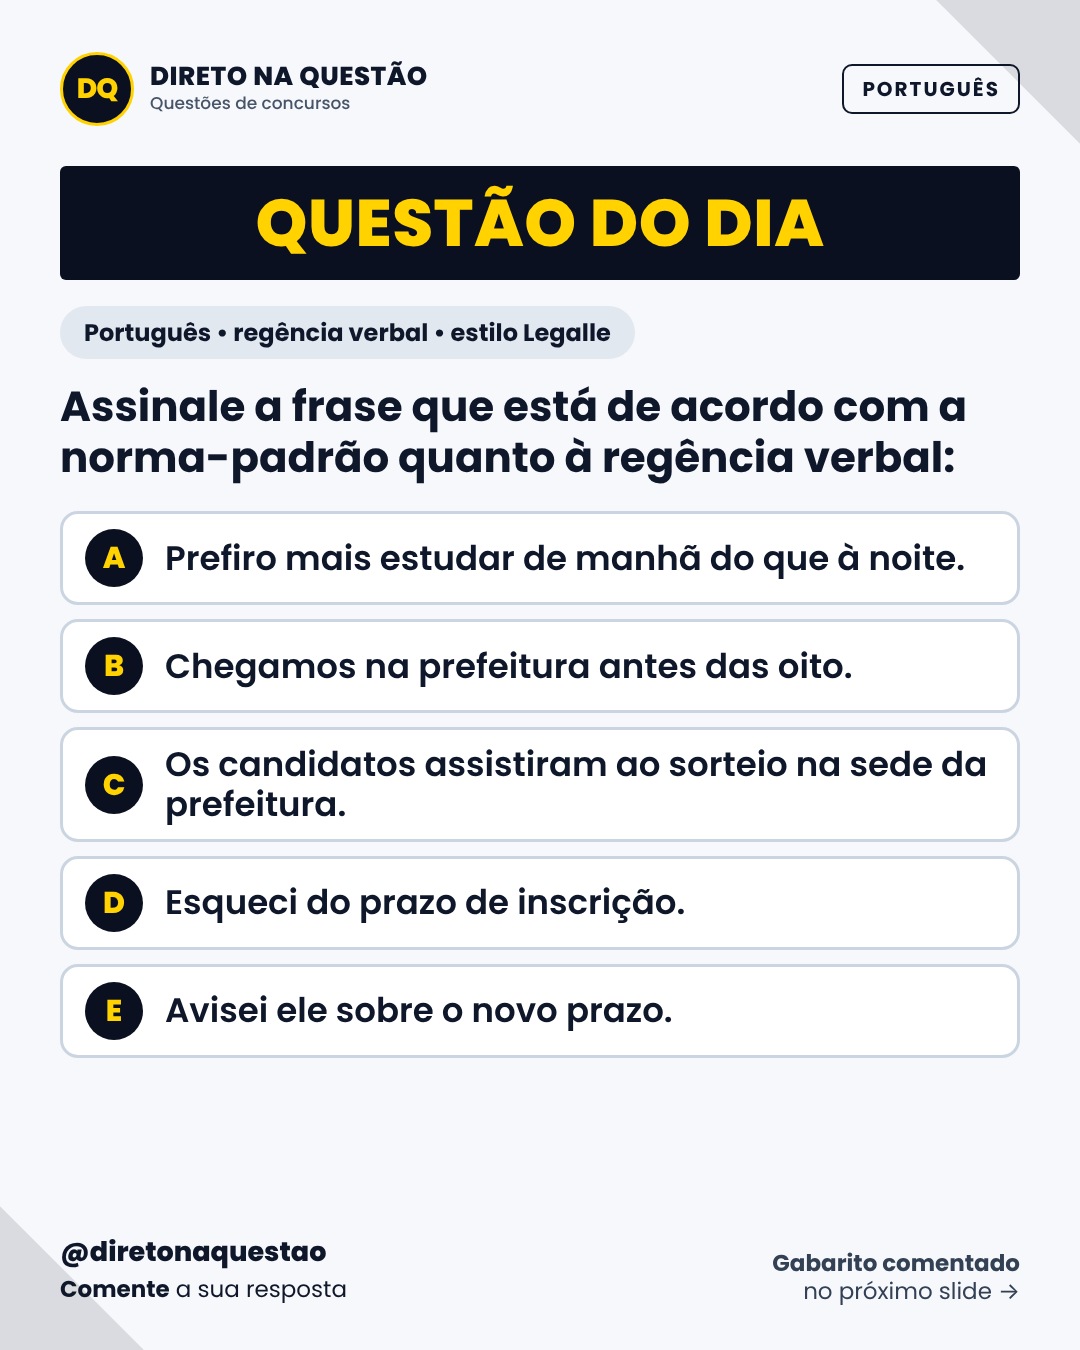 DQ
DIRETO NA QUESTÃO
Questões de concursos
PORTUGUÊS
QUESTÃO DO DIA
Português • regência verbal • estilo Legalle
Assinale a frase que está de acordo com a
norma-padrão quanto à regência verbal:
A Prefiro mais estudar de manhã do que à noite.
B Chegamos na prefeitura antes das oito.
C Os candidatos assistiram ao sorteio na sede da
prefeitura.
D Esqueci do prazo de inscrição.
E Avisei ele sobre o novo prazo.
@diretonaquestao
Comente a sua resposta
Gabarito comentado
no próximo slide →